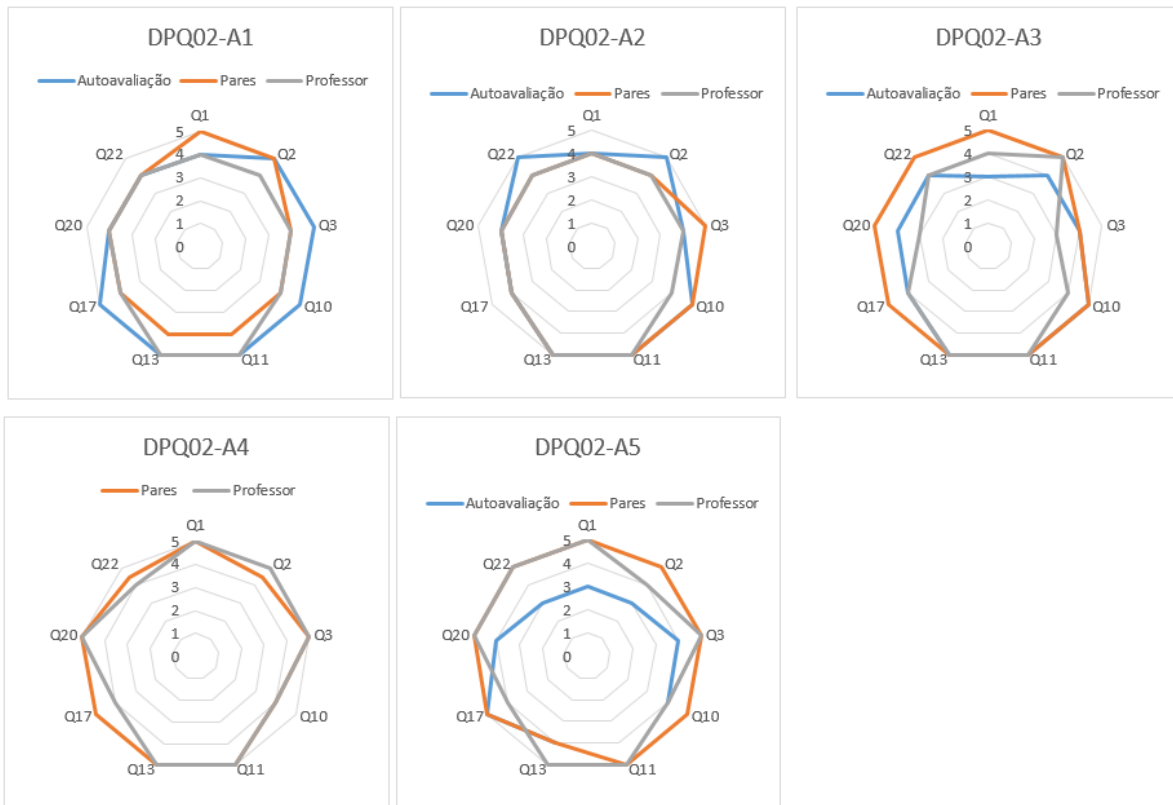 DPQ02-A1
Autoavaliação Pares Professor
Q1
Q2
Q3
Q10
Q11
Q13
Q17
Q20
Q22
5
4
3
2
1
0
DPQ02-A2
Autoavaliação Pares Professor
Q1
Q2
Q3
Q10
Q11
Q13
Q17
Q20
Q22
5
4
3
2
1
0
DPQ02-A3
Autoavaliação Pares Professor
Q1
Q2
Q3
Q10
Q11
Q13
Q17
Q20
Q22
5
4
3
2
1
0
DPQ02-A4
Pares Professor
Q1
Q2
Q3
Q10
Q11
Q13
Q17
Q20
Q22
5
4
3
2
1
0
DPQ02-A5
Autoavaliação Pares Professor
Q1
Q2
Q3
Q10
Q11
Q13
Q17
Q20
Q22
5
4
3
2
1
0